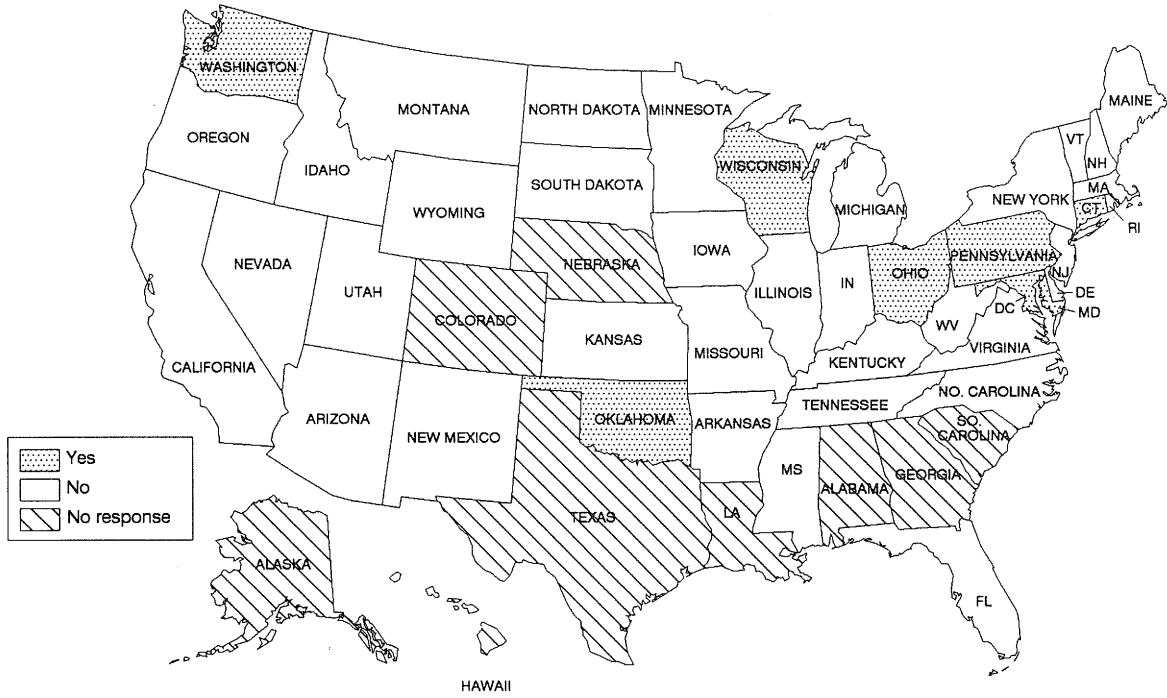 WASHINGTON
MONTANA
NORTH DAKOTA
MINNESOTA
MAINE
OREGON
IDAHO
VT
NH
WISCONSIN
SOUTH DAKOTA
MA
NEW YORK
WYOMING
MICHIGAN
CT
RI
IOWA
PENNSYLVANIA
NEBRASKA
NEVADA
OHIO
NJ
UTAH
ILLINOIS
IN
DE
DC
MD
COLORADO
WV
KANSAS
VIRGINIA
MISSOURI
KENTUCKY
CALIFORNIA
NO. CAROLINA
TENNESSEE
ARIZONA
OKLAHOMA
ARKANSAS
SO.
CAROLINA
NEW MEXICO
Yes
MS
GEORGIA
ALABAMA
No
LA
TEXAS
No response
ALASKA
FL
HAWAII